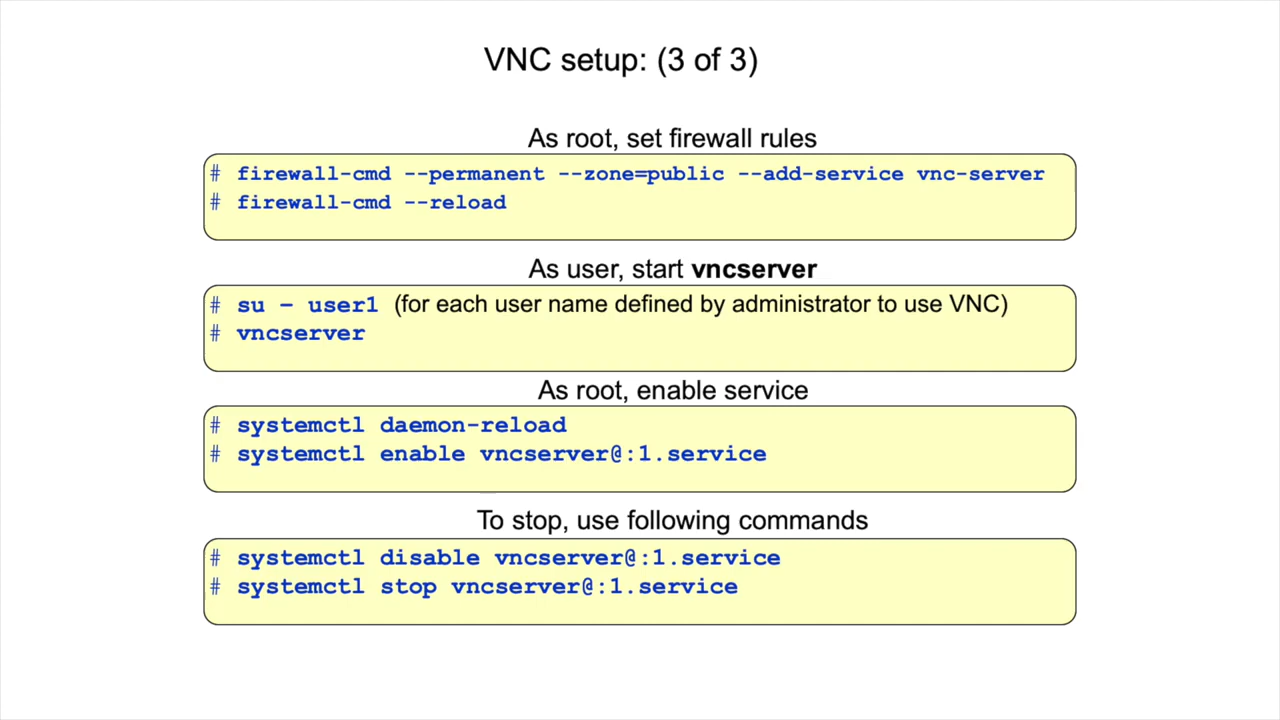 VNC setup: (3 of 3)
As root, set firewall rules
# firewall-cmd --permanent --zone=public --add-service vnc-server
# firewall-cmd --reload
As user, start vncserver
# su – user1 (for each user name defined by administrator to use VNC)
# vncserver
As root, enable service
# systemctl daemon-reload
# systemctl enable vncserver@:1.service
To stop, use following commands
# systemctl disable vncserver@:1.service
# systemctl stop vncserver@:1.service